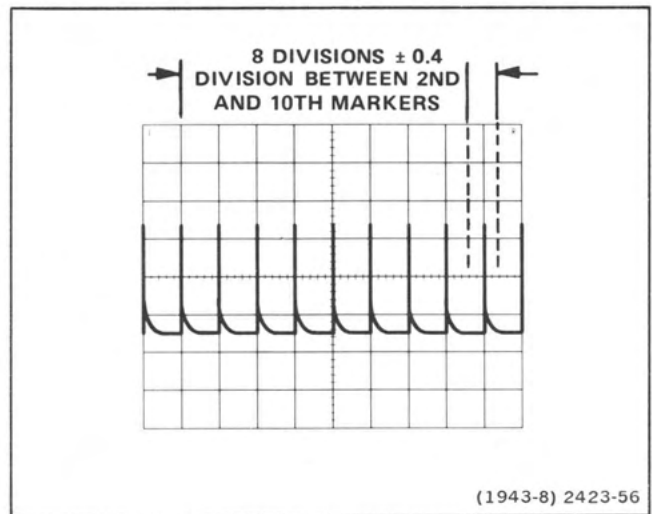 8 DIVISIONS ± 0.4
DIVISION BETWEEN 2ND
AND 10TH MARKERS
(1943-8) 2423-56